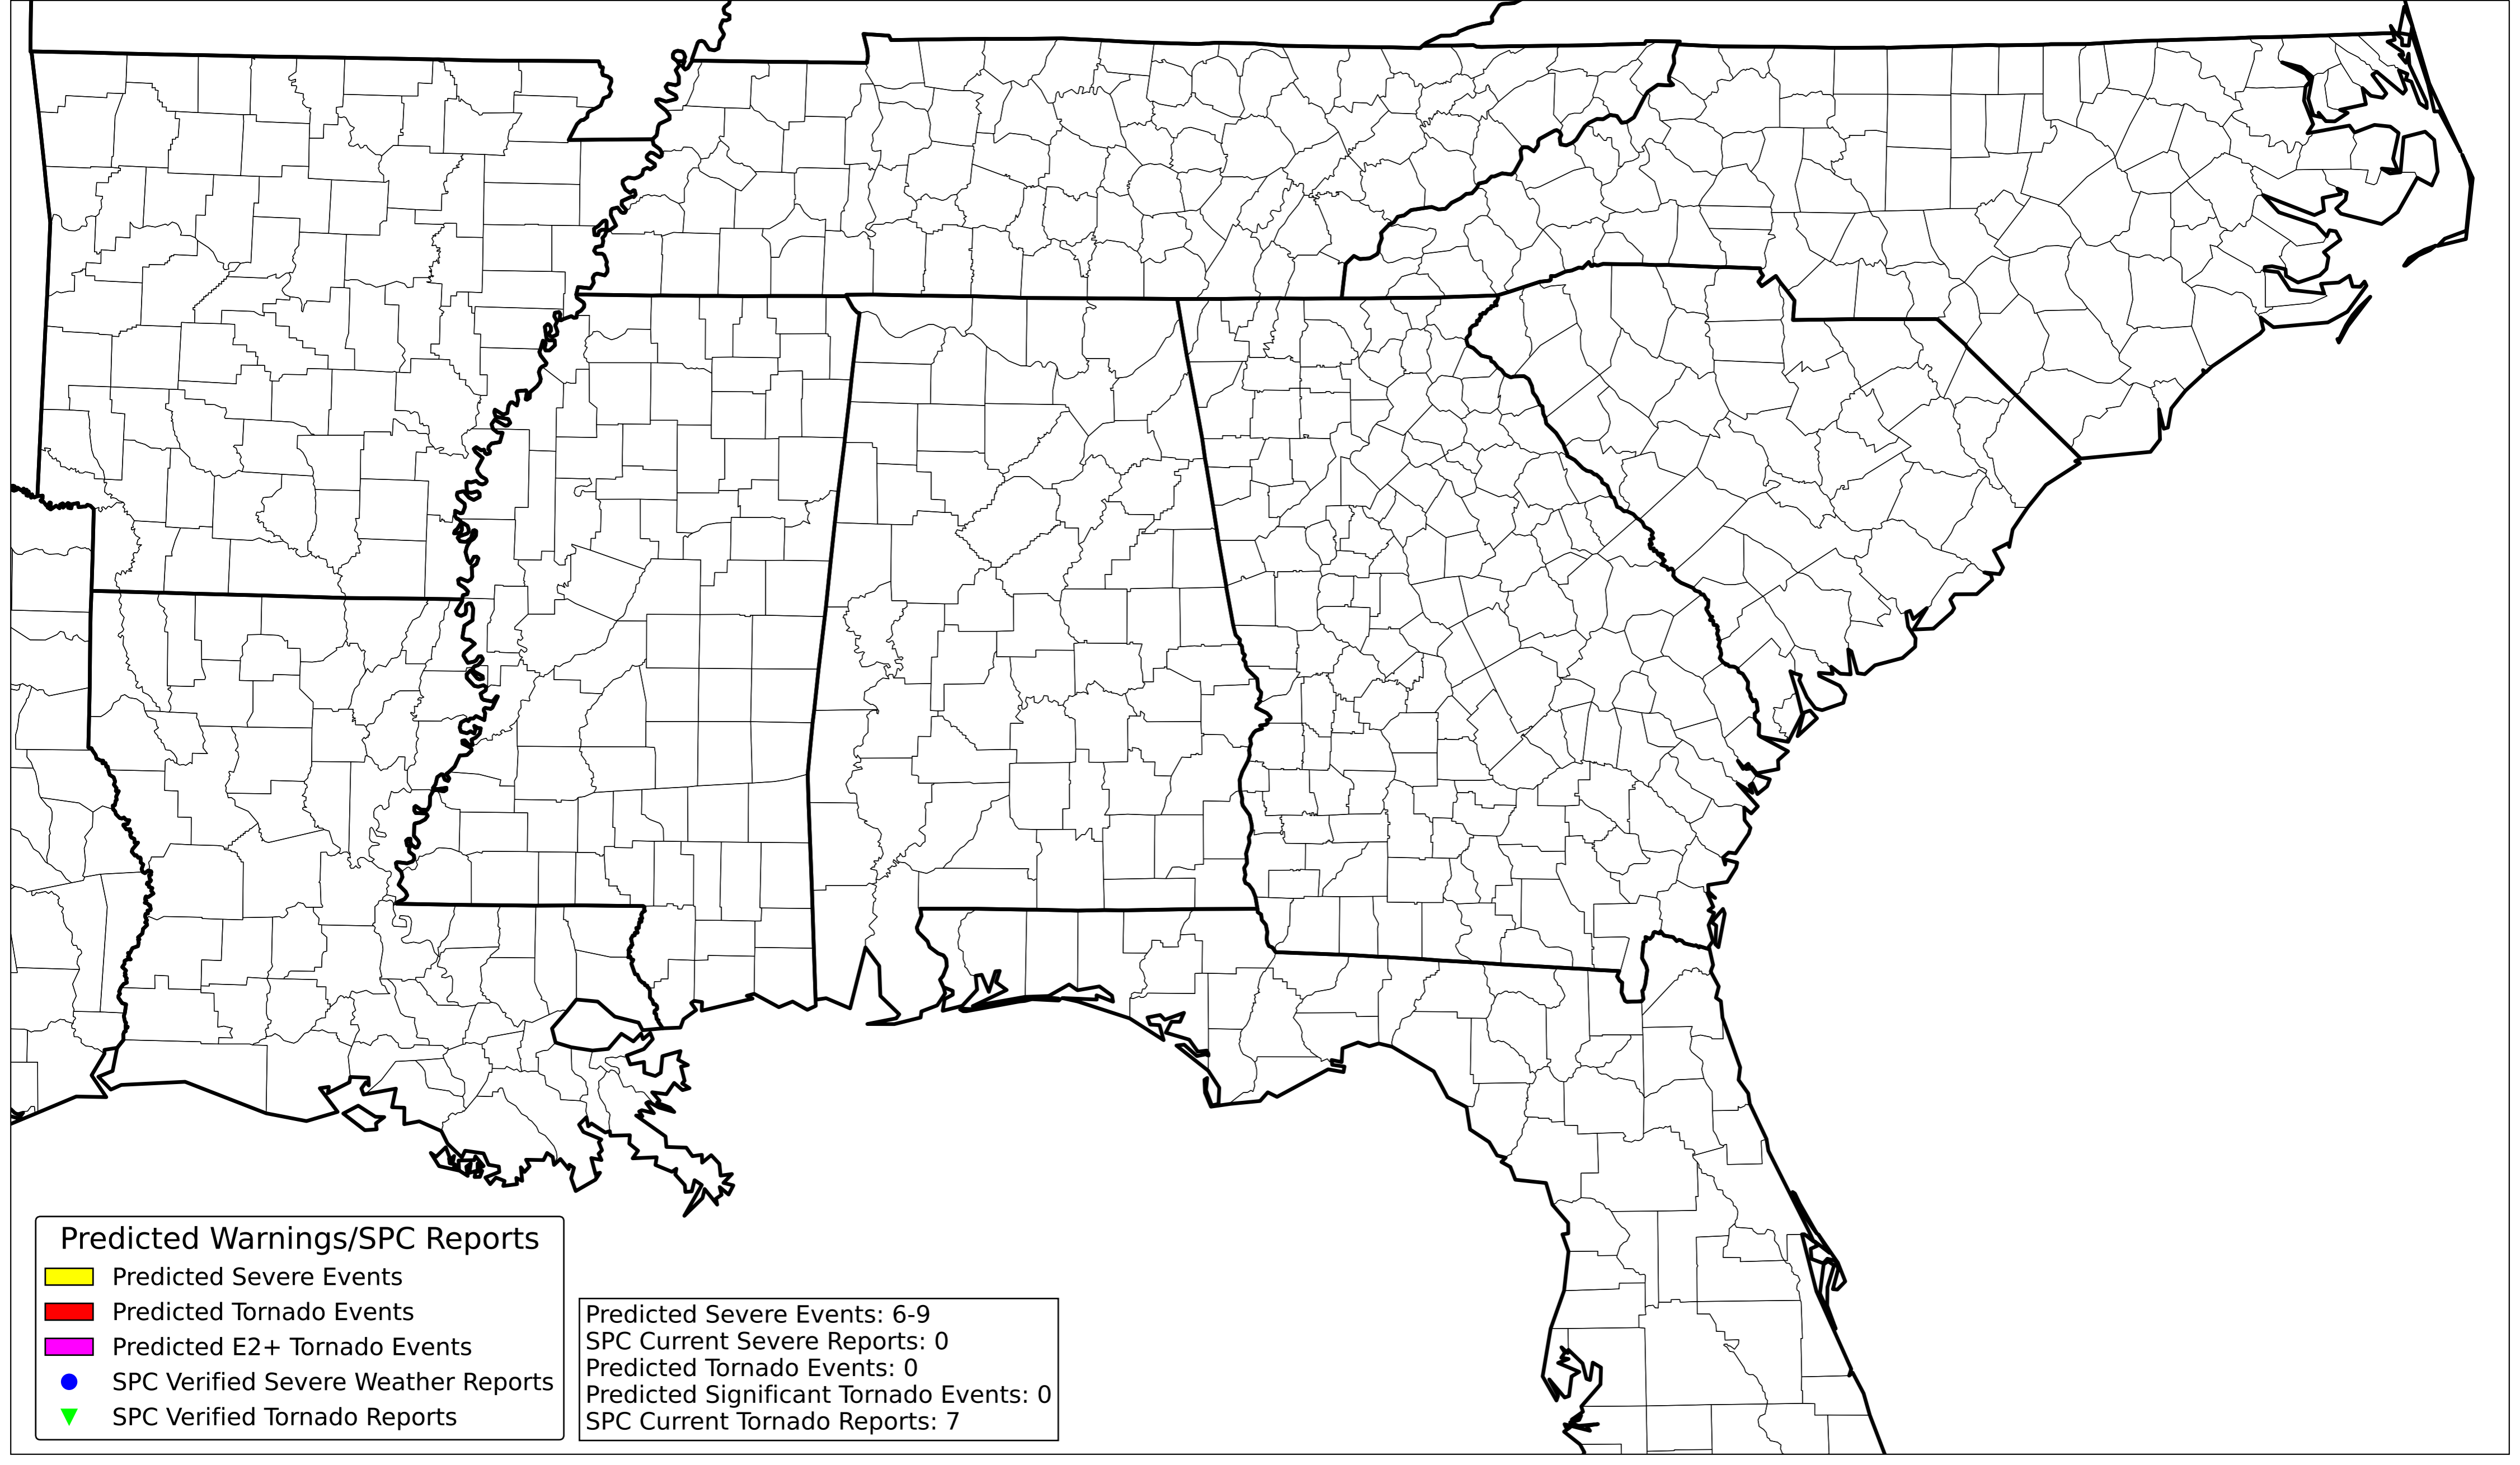 Predicted Warnings/SPC Reports
Predicted Severe Events
Predicted Tornado Events
Predicted E2+ Tornado Events
SPC Verified Severe Weather Reports
SPC Verified Tornado Reports
Predicted Severe Events: 6-9
SPC Current Severe Reports: 0
Predicted Tornado Events: 0
Predicted Significant Tornado Events: 0
SPC Current Tornado Reports: 7